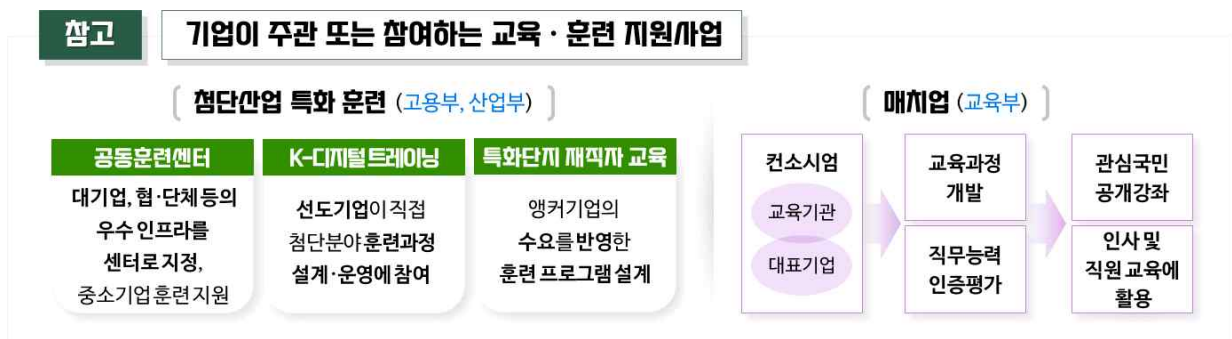 참고
기업이 주관 또는 참여하는 교육 · 훈련 지원사업
[ 첨단산업 특화 훈련 (고용부, 산업부) ]
공동훈련센터
대기업, 협·단체 등의
우수 인프라를
센터로 지정,
중소기업 훈련 지원
K-디지털 트레이닝
선도기업이 직접
첨단분야 훈련과정
설계·운영에 참여
특화단지 재직자 교육
앵커기업의
수요를 반영한
훈련 프로그램 설계
[ 매치업 (교육부) ]
컨소시엄
교육기관
대표기업
교육과정
개발
직무능력
인증평가
관심국민
공개강좌
인사 및
직원 교육에
활용